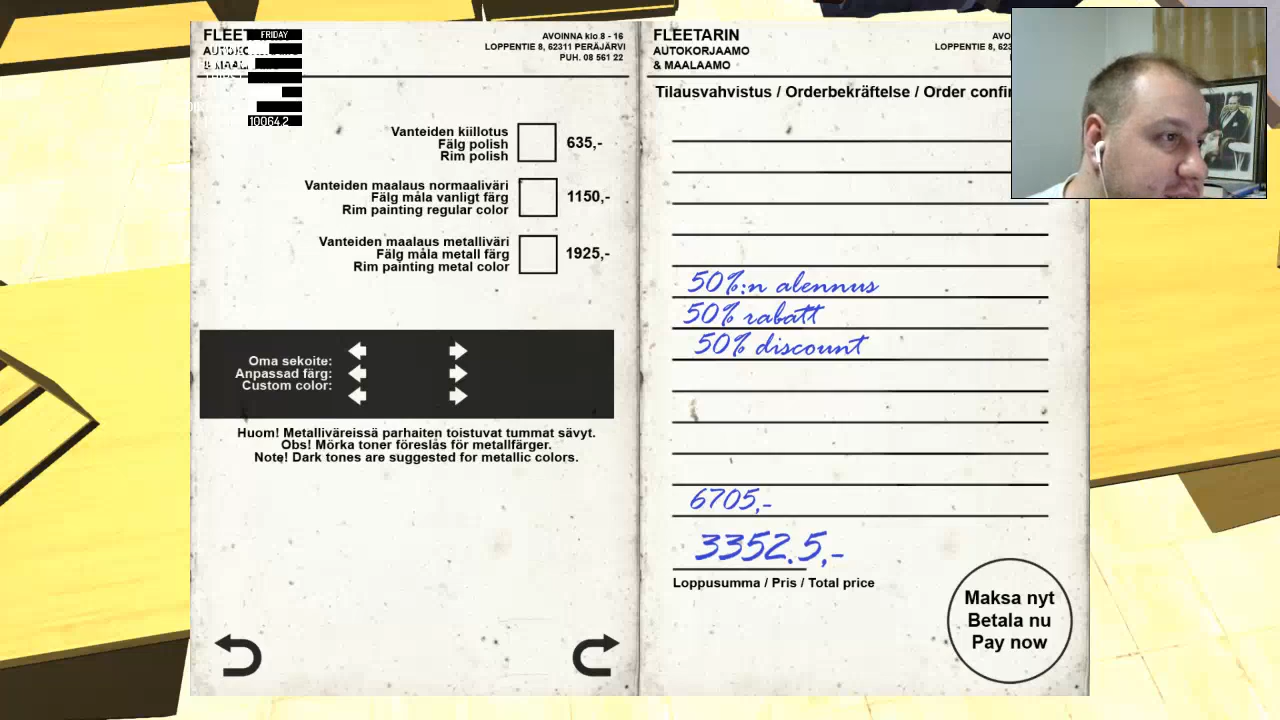 FLEET
FRIDAY
AVOINNA klo 8 - 16
LOPPENTIE 8, 62311 PERÄJÄRVI
PUH. 08 561 22
10064.2
Vanteiden kiillotus
Fälg polish
Rim polish
635,-
Vanteiden maalaus normaaliväri
Fälg måla vanligt färg
Rim painting regular color
1150,-
Vanteiden maalaus metalliväri
Fälg måla metall färg
Rim painting metal color
1925,-
Oma sekoite:
Anpassad färg:
Custom color:
Huom! Metalliväreissä parhaiten toistuvat tummat sävyt.
Obs! Mörka toner föreslås för metallfärger.
Note! Dark tones are suggested for metallic colors.
FLEETARIN
AUTOKORJAAMO
& MAALAAMO
AVO
LOPPENTIE 8, 623
Tilausvahvistus / Orderbekräftelse / Order confir
50%:n alennus
50% rabatt
50% discount
6705,-
3352.5,-
Loppusumma / Pris / Total price
Maksa nyt
Betala nu
Pay now